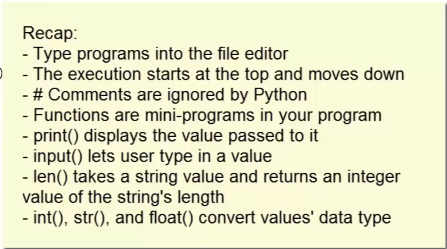 Recap:
- Type programs into the file editor
- The execution starts at the top and moves down
- # Comments are ignored by Python
- Functions are mini-programs in your program
- print() displays the value passed to it
- input() lets user type in a value
- len() takes a string value and returns an integer
value of the string's length
- int(), str(), and float() convert values' data type